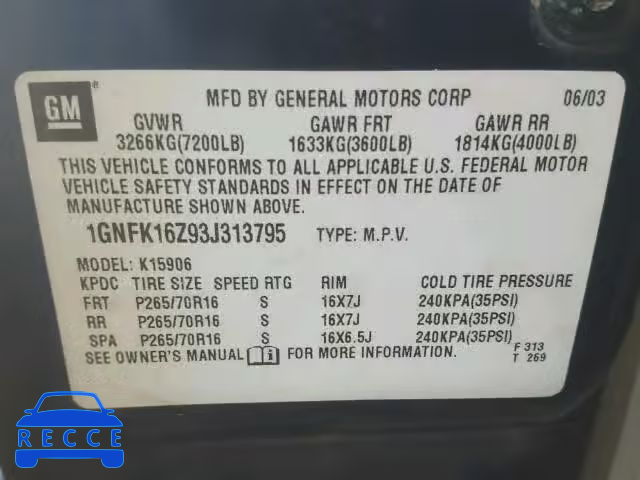 GM ®
MFD BY GENERAL MOTORS CORP 06/03
GVWR GAWR FRT GAWR RR
3266KG(7200LB) 1633KG(3600LB) 1814KG(4000LB)
THIS VEHICLE CONFORMS TO ALL APPLICABLE U.S. FEDERAL MOTOR
VEHICLE SAFETY STANDARDS IN EFFECT ON THE DATE OF
MANUFACTURE SHOWN ABOVE.
1GNFK16Z93J313795 TYPE: M.P.V.
MODEL: K15906
KPDC TIRE SIZE SPEED RTG RIM COLD TIRE PRESSURE
FRT P265/70R16 S 16X7J 240KPA(35PSI)
RR P265/70R16 S 16X7J 240KPA(35PSI)
SPA P265/70R16 S 16X6.5J 240KPA(35PSI)
SEE OWNER'S MANUAL i FOR MORE INFORMATION.
F 313
T 269
RECCE